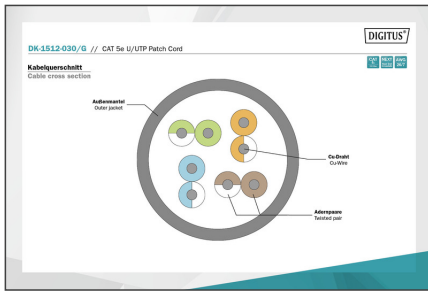 DIGITUS®
DK-1512-030/G // CAT 5e U/UTP Patch Cord
Kabelquerschnitt
Cable cross section
Außenmantel
Outer jacket
Cu-Draht
Cu-Wire
Adernpaare
Twisted pair